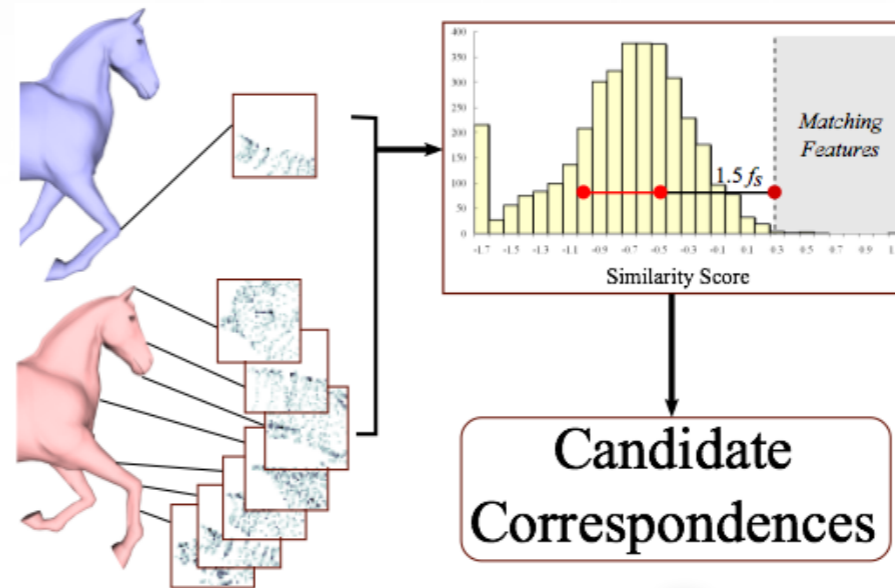 400
350
300
250
200
150
100
50
0
Matching
Features
1.5 fs
-1.7 -1.5 -1.3 -1.1 -0.9 -0.7 -0.5 -0.3 -0.1 0.1 0.3 0.5 0.7 0.9
Similarity Score
Candidate
Correspondences